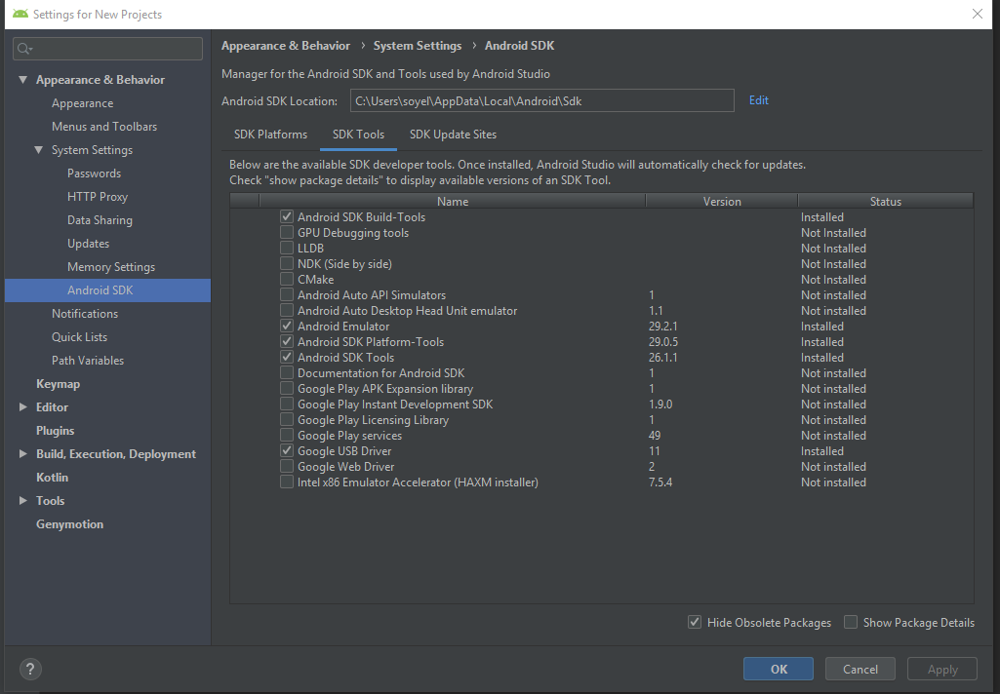 Settings for New Projects
Appearance & Behavior
Appearance
Menus and Toolbars
System Settings
Passwords
HTTP Proxy
Data Sharing
Updates
Memory Settings
Android SDK
Notifications
Quick Lists
Path Variables
Keymap
Editor
Plugins
Build, Execution, Deployment
Kotlin
Tools
Genymotion
Appearance & Behavior › System Settings › Android SDK
Manager for the Android SDK and Tools used by Android Studio
Android SDK Location: C:\Users\soyel\AppData\Local\Android\Sdk Edit
SDK Platforms SDK Tools SDK Update Sites
Below are the available SDK developer tools. Once installed, Android Studio will automatically check for updates.
Check "show package details" to display available versions of an SDK Tool.
Name Version Status
Android SDK Build-Tools Installed
GPU Debugging tools Not Installed
LLDB Not Installed
NDK (Side by side) Not Installed
CMake Not Installed
Android Auto API Simulators 1 Not installed
Android Auto Desktop Head Unit emulator 1.1 Not installed
Android Emulator 29.2.1 Installed
Android SDK Platform-Tools 29.0.5 Installed
Android SDK Tools 26.1.1 Installed
Documentation for Android SDK 1 Not installed
Google Play APK Expansion library 1 Not installed
Google Play Instant Development SDK 1.9.0 Not installed
Google Play Licensing Library 1 Not installed
Google Play services 49 Not installed
Google USB Driver 11 Installed
Google Web Driver 2 Not installed
Intel x86 Emulator Accelerator (HAXM installer) 7.5.4 Not installed
Hide Obsolete Packages Show Package Details
? OK Cancel Apply